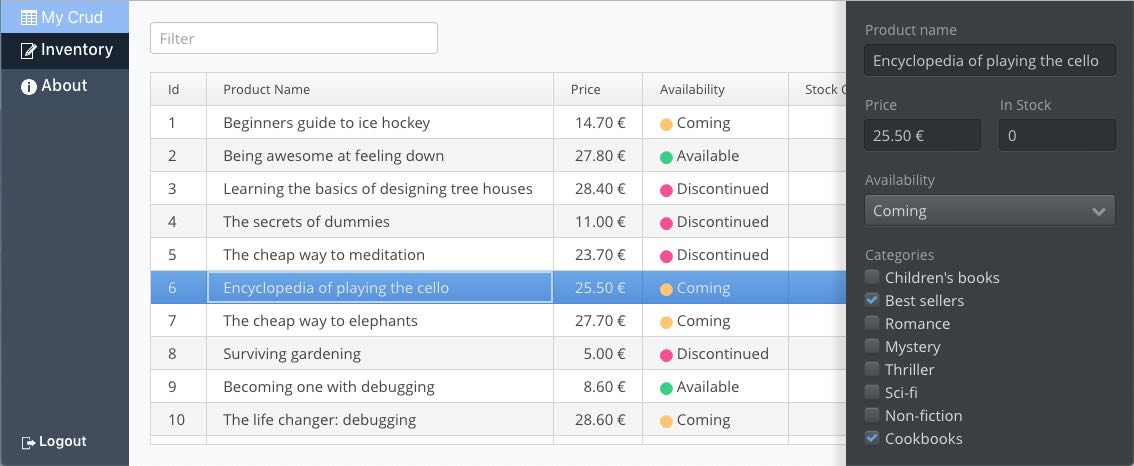 My Crud
Inventory
About
Logout
Filter
Id Product Name Price Availability Stock C
1 Beginners guide to ice hockey 14.70 € Coming
2 Being awesome at feeling down 27.80 € Available
3 Learning the basics of designing tree houses 28.40 € Discontinued
4 The secrets of dummies 11.00 € Discontinued
5 The cheap way to meditation 23.70 € Discontinued
6 Encyclopedia of playing the cello 25.50 € Coming
7 The cheap way to elephants 27.70 € Coming
8 Surviving gardening 5.00 € Discontinued
9 Becoming one with debugging 8.60 € Available
10 The life changer: debugging 28.60 € Coming
Product name
Encyclopedia of playing the cello
Price In Stock
25.50 € 0
Availability
Coming
Categories
Children's books
Best sellers
Romance
Mystery
Thriller
Sci-fi
Non-fiction
Cookbooks